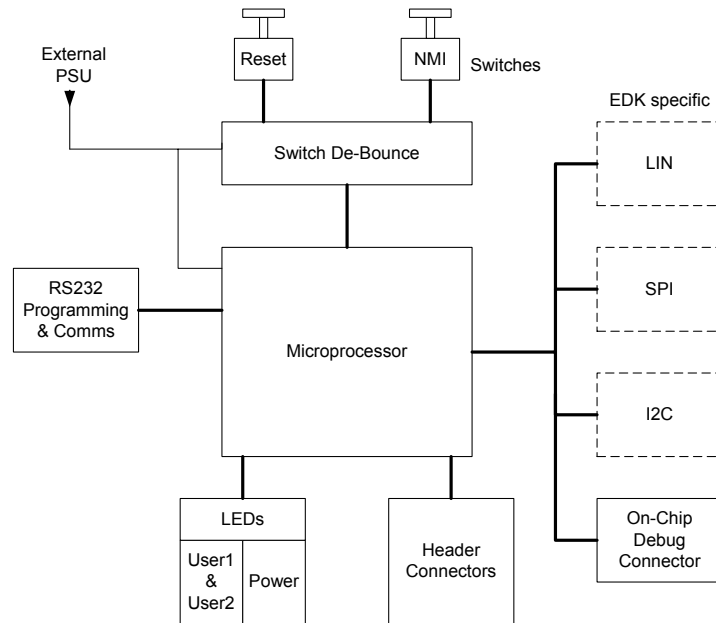 External
PSU
Reset
NMI
Switches
EDK specific
Switch De-Bounce
LIN
RS232
Programming
& Comms
SPI
Microprocessor
I2C
LEDs
User1
&
User2
Power
Header
Connectors
On-Chip
Debug
Connector